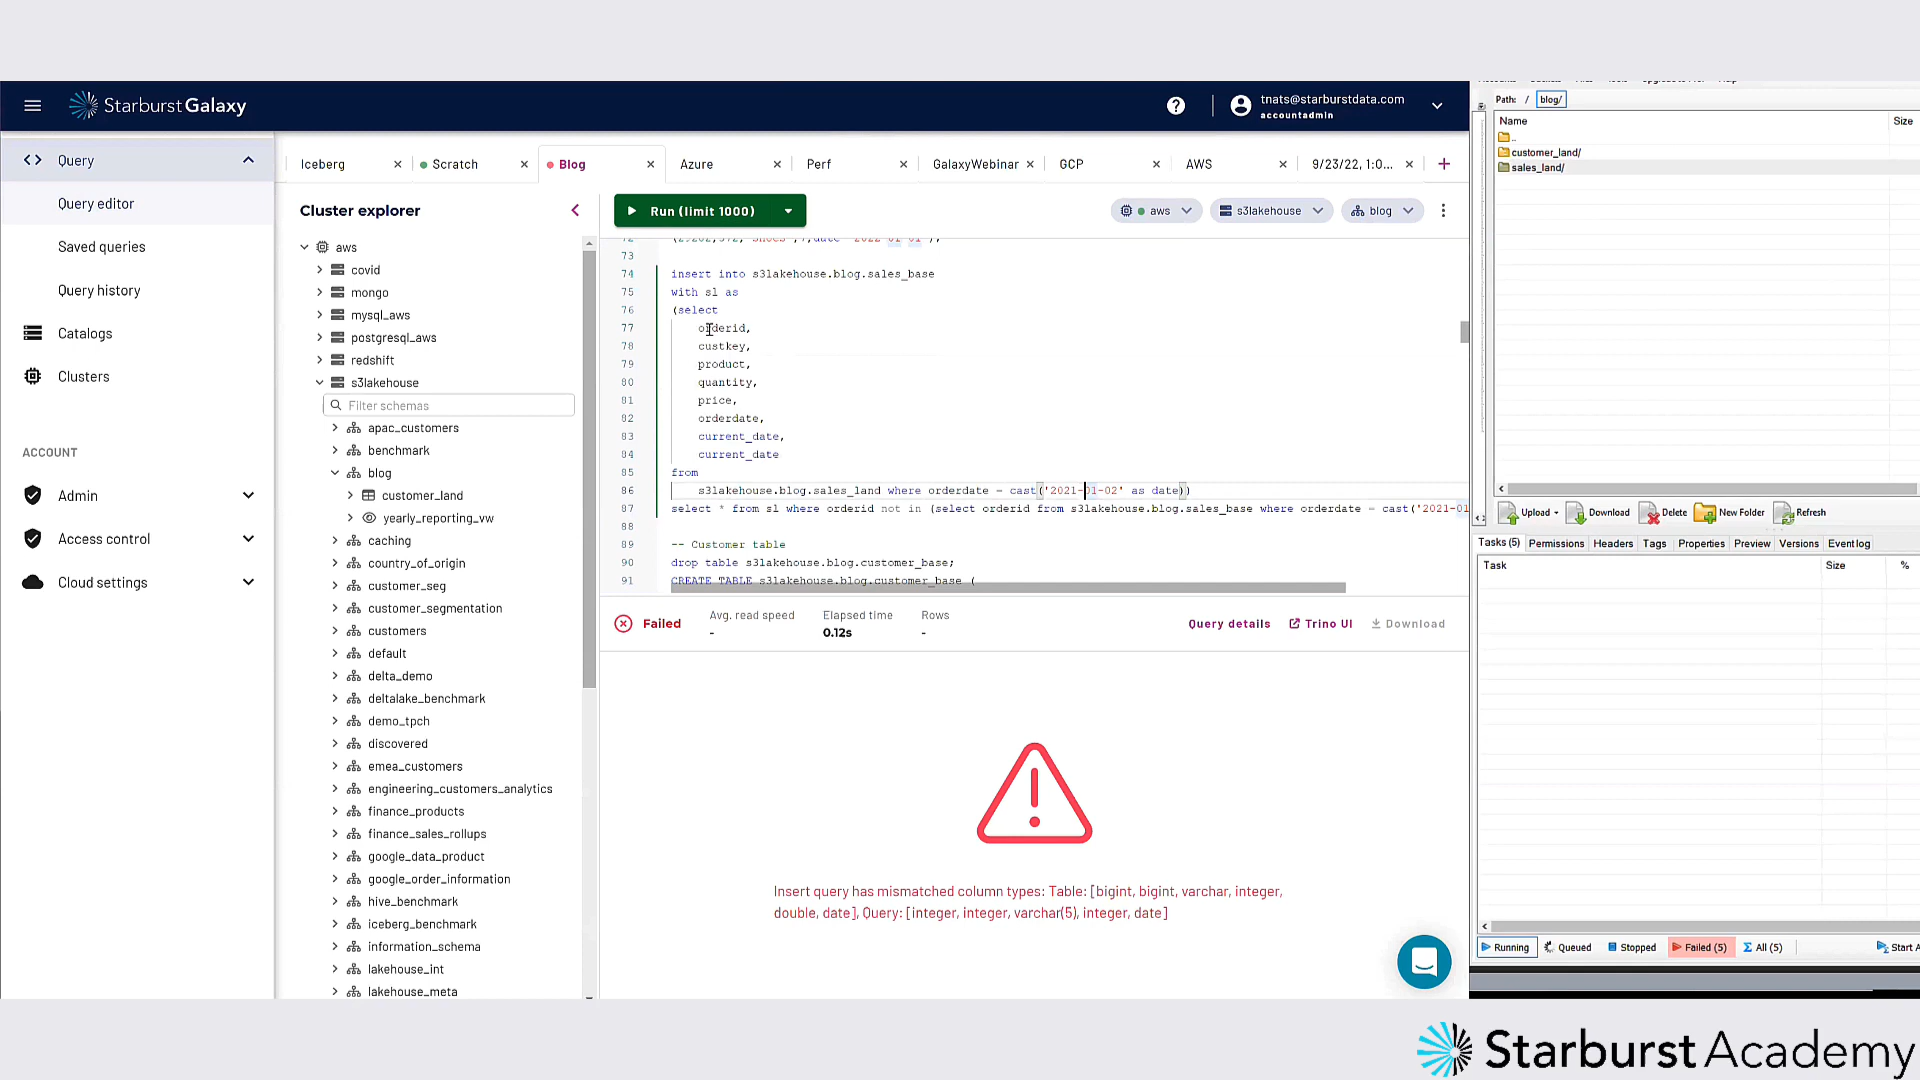 Starburst Galaxy
tnats@starburstdata.com
accountadmin
Query
Query editor
Saved queries
Query history
Catalogs
Clusters
ACCOUNT
Admin
Access control
Cloud settings
Iceberg
Scratch
Blog
Azure
Perf
GalaxyWebinar
GCP
AWS
9/23/22, 1:0...
Cluster explorer
Run (limit 1000)
aws
s3lakehouse
blog
aws
covid
mongo
mysql_aws
postgresql_aws
redshift
s3lakehouse
Filter schemas
apac_customers
benchmark
blog
customer_land
yearly_reporting_vw
caching
country_of_origin
customer_seg
customer_segmentation
customers
default
delta_demo
deltalake_benchmark
demo_tpch
discovered
emea_customers
engineering_customers_analytics
finance_products
finance_sales_rollups
google_data_product
google_order_information
hive_benchmark
iceberg_benchmark
information_schema
lakehouse_int
lakehouse_meta
73
74 insert into s3lakehouse.blog.sales_base
75 with sl as
76 (select
77 orderid,
78 custkey,
79 product,
80 quantity,
81 price,
82 orderdate,
83 current_date,
84 current_date
85 from
86 s3lakehouse.blog.sales_land where orderdate = cast('2021-01-02' as date))
87 select * from sl where orderid not in (select orderid from s3lakehouse.blog.sales_base where orderdate = cast('2021-01
88
89 -- Customer table
90 drop table s3lakehouse.blog.customer_base;
91 CREATE TABLE s3lakehouse.blog.customer_base (
Failed
Avg. read speed
-
Elapsed time
0.12s
Rows
-
Query details
Trino UI
Download
Insert query has mismatched column types: Table: [bigint, bigint, varchar, integer,
double, date], Query: [integer, integer, varchar(5), integer, date]
Path: / blog/
Name Size
..
customer_land/
sales_land/
Upload
Download
Delete
New Folder
Refresh
Tasks (5)
Permissions
Headers
Tags
Properties
Preview
Versions
Event log
Task Size %
Running
Queued
Stopped
Failed (5)
All (5)
Start A
Starburst Academy